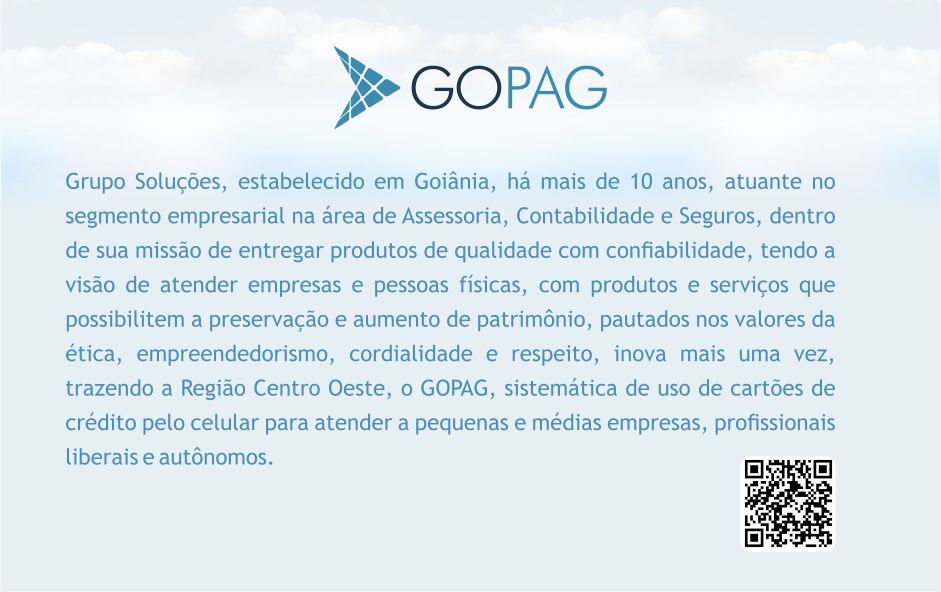 GOPAG
Grupo Soluções, estabelecido em Goiânia, há mais de 10 anos, atuante no
segmento empresarial na área de Assessoria, Contabilidade e Seguros, dentro
de sua missão de entregar produtos de qualidade com confiabilidade, tendo a
visão de atender empresas e pessoas físicas, com produtos e serviços que
possibilitem a preservação e aumento de patrimônio, pautados nos valores da
ética, empreendedorismo, cordialidade e respeito, inova mais uma vez,
trazendo a Região Centro Oeste, o GOPAG, sistemática de uso de cartões de
crédito pelo celular para atender a pequenas e médias empresas, profissionais
liberais e autônomos.